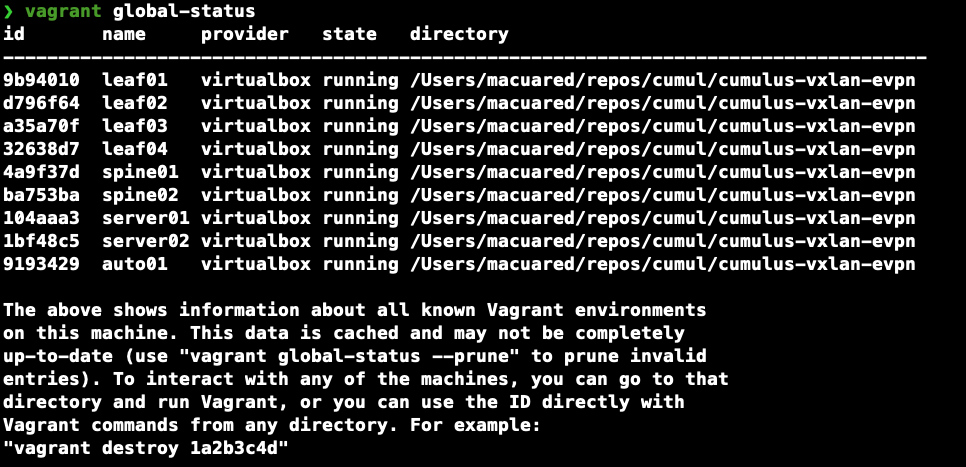 ❯ vagrant global-status
id       name     provider   state   directory
------------------------------------------------------------------------------------
9b94010  leaf01   virtualbox running /Users/macuared/repos/cumul/cumulus-vxlan-evpn
d796f64  leaf02   virtualbox running /Users/macuared/repos/cumul/cumulus-vxlan-evpn
a35a70f  leaf03   virtualbox running /Users/macuared/repos/cumul/cumulus-vxlan-evpn
32638d7  leaf04   virtualbox running /Users/macuared/repos/cumul/cumulus-vxlan-evpn
4a9f37d  spine01  virtualbox running /Users/macuared/repos/cumul/cumulus-vxlan-evpn
ba753ba  spine02  virtualbox running /Users/macuared/repos/cumul/cumulus-vxlan-evpn
104aaa3  server01 virtualbox running /Users/macuared/repos/cumul/cumulus-vxlan-evpn
1bf48c5  server02 virtualbox running /Users/macuared/repos/cumul/cumulus-vxlan-evpn
9193429  auto01   virtualbox running /Users/macuared/repos/cumul/cumulus-vxlan-evpn

The above shows information about all known Vagrant environments
on this machine. This data is cached and may not be completely
up-to-date (use "vagrant global-status --prune" to prune invalid
entries). To interact with any of the machines, you can go to that
directory and run Vagrant, or you can use the ID directly with
Vagrant commands from any directory. For example:
"vagrant destroy 1a2b3c4d"